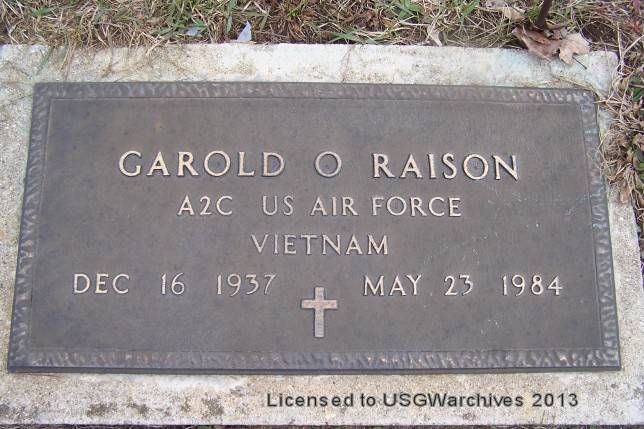 GAROLD O RAISON
A2C US AIR FORCE
VIETNAM
DEC 16 1937 MAY 23 1984
Licensed to USGWarchives 2013